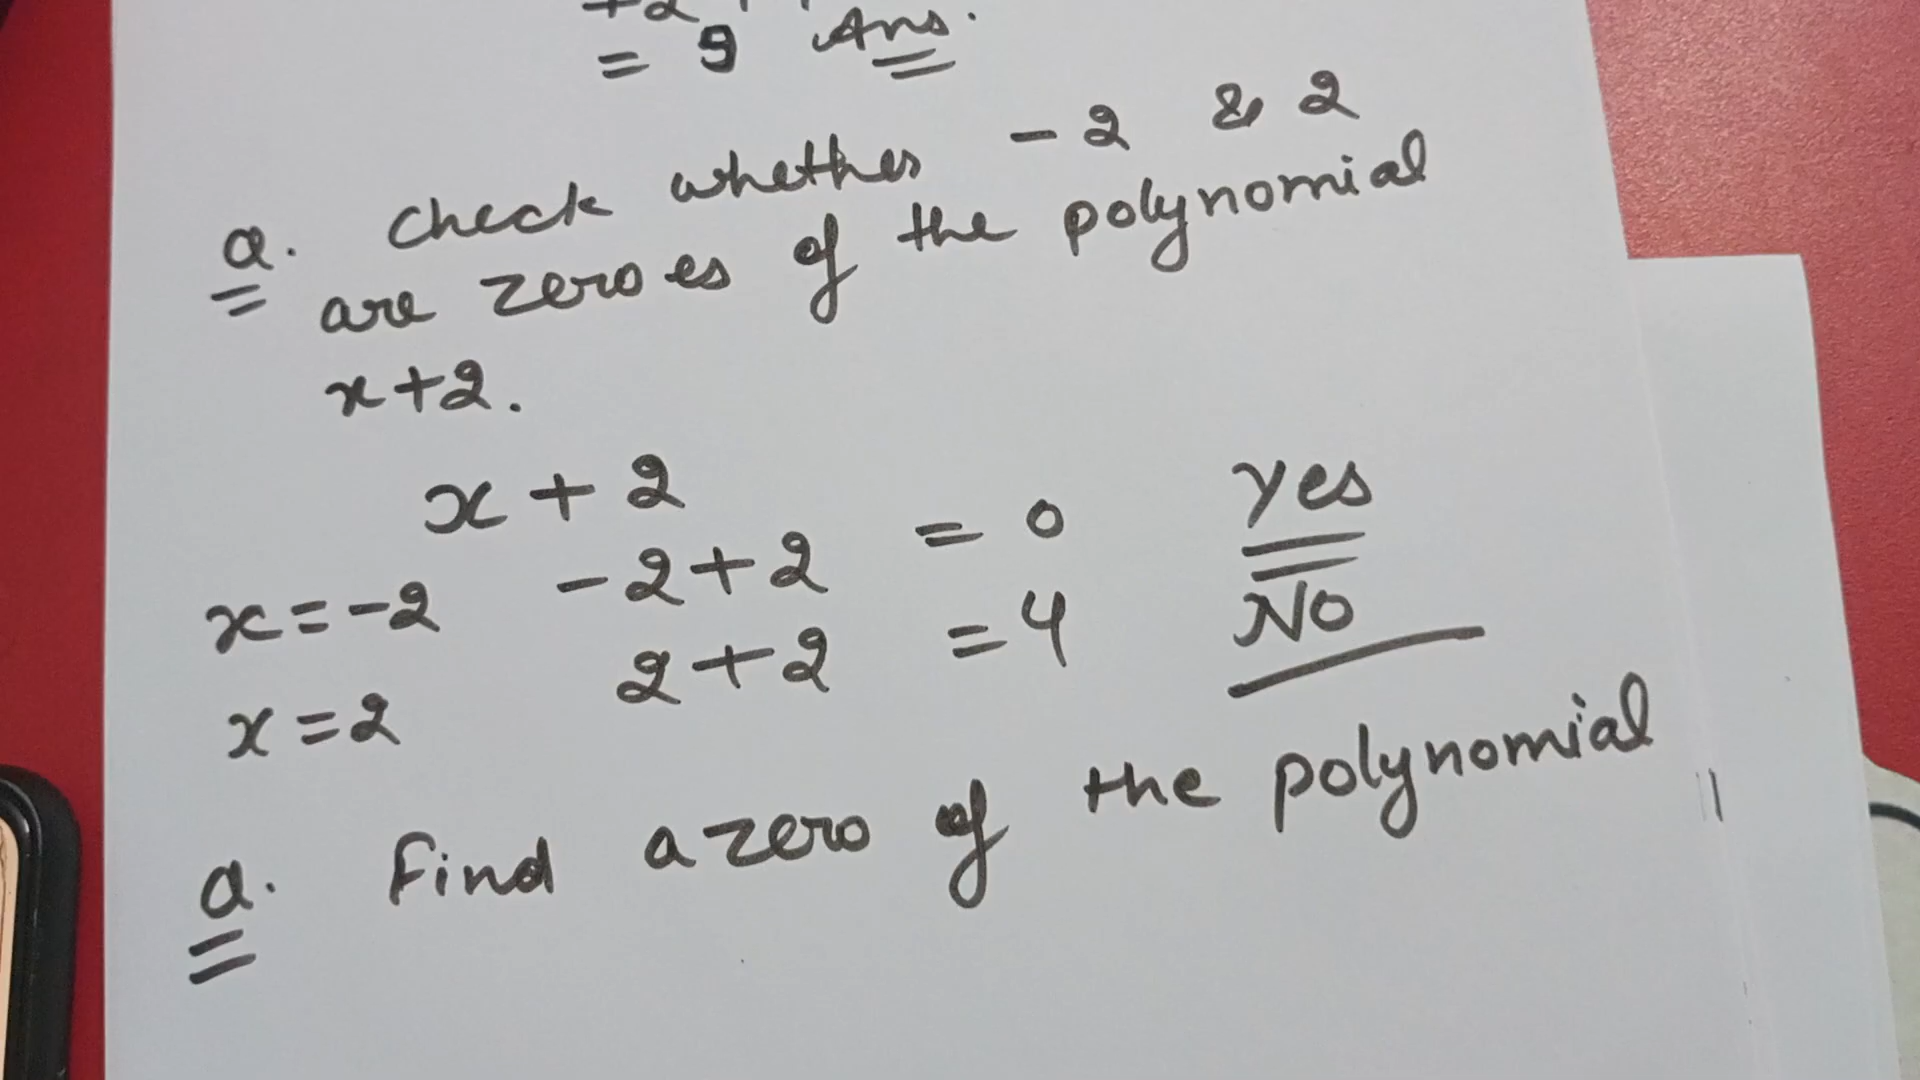 = 9 Ans.
Q. Check whether -2 & 2
are zeroes of the polynomial
x+2.
x + 2
x=-2 -2+2 = 0 Yes
x=2 2+2 =4 NO
Q. Find a zero of the polynomial